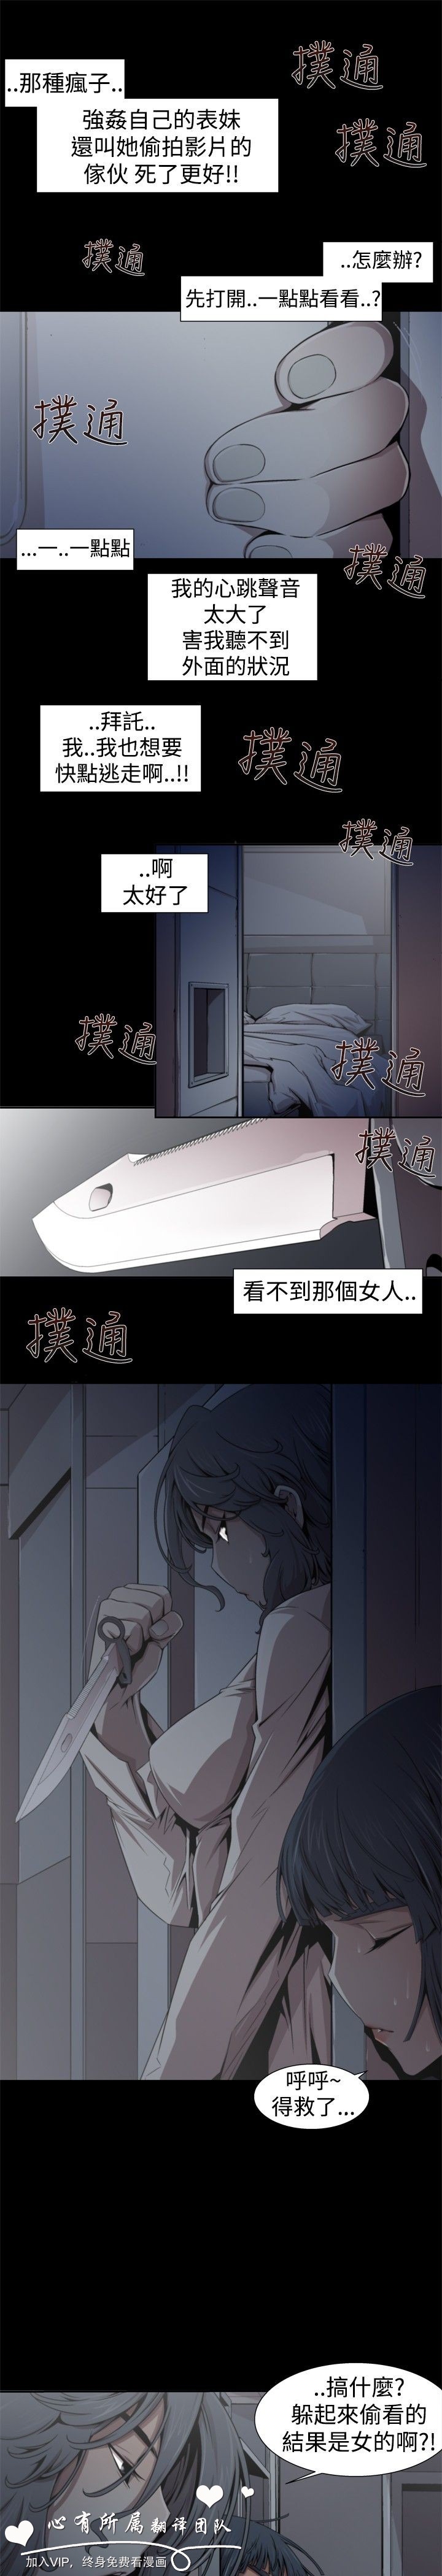 ..那種瘋子..
撲通
強姦自己的表妹
還叫她偷拍影片的
傢伙 死了更好!!
撲通
撲通
..怎麼辦?
先打開..一點點看看..?
撲通
...一..一點點
撲通
我的心跳聲音
太大了
害我聽不到
外面的狀況
..拜託..
我..我也想要
快點逃走啊..!!
撲通
撲通
..啊
太好了
撲通
撲通
撲通
看不到那個女人..
撲通
呼呼~
得救了...
..搞什麼?
躲起來偷看的
結果是女的啊?!
心有所属翻译团队
加入VIP，终身免费看漫画